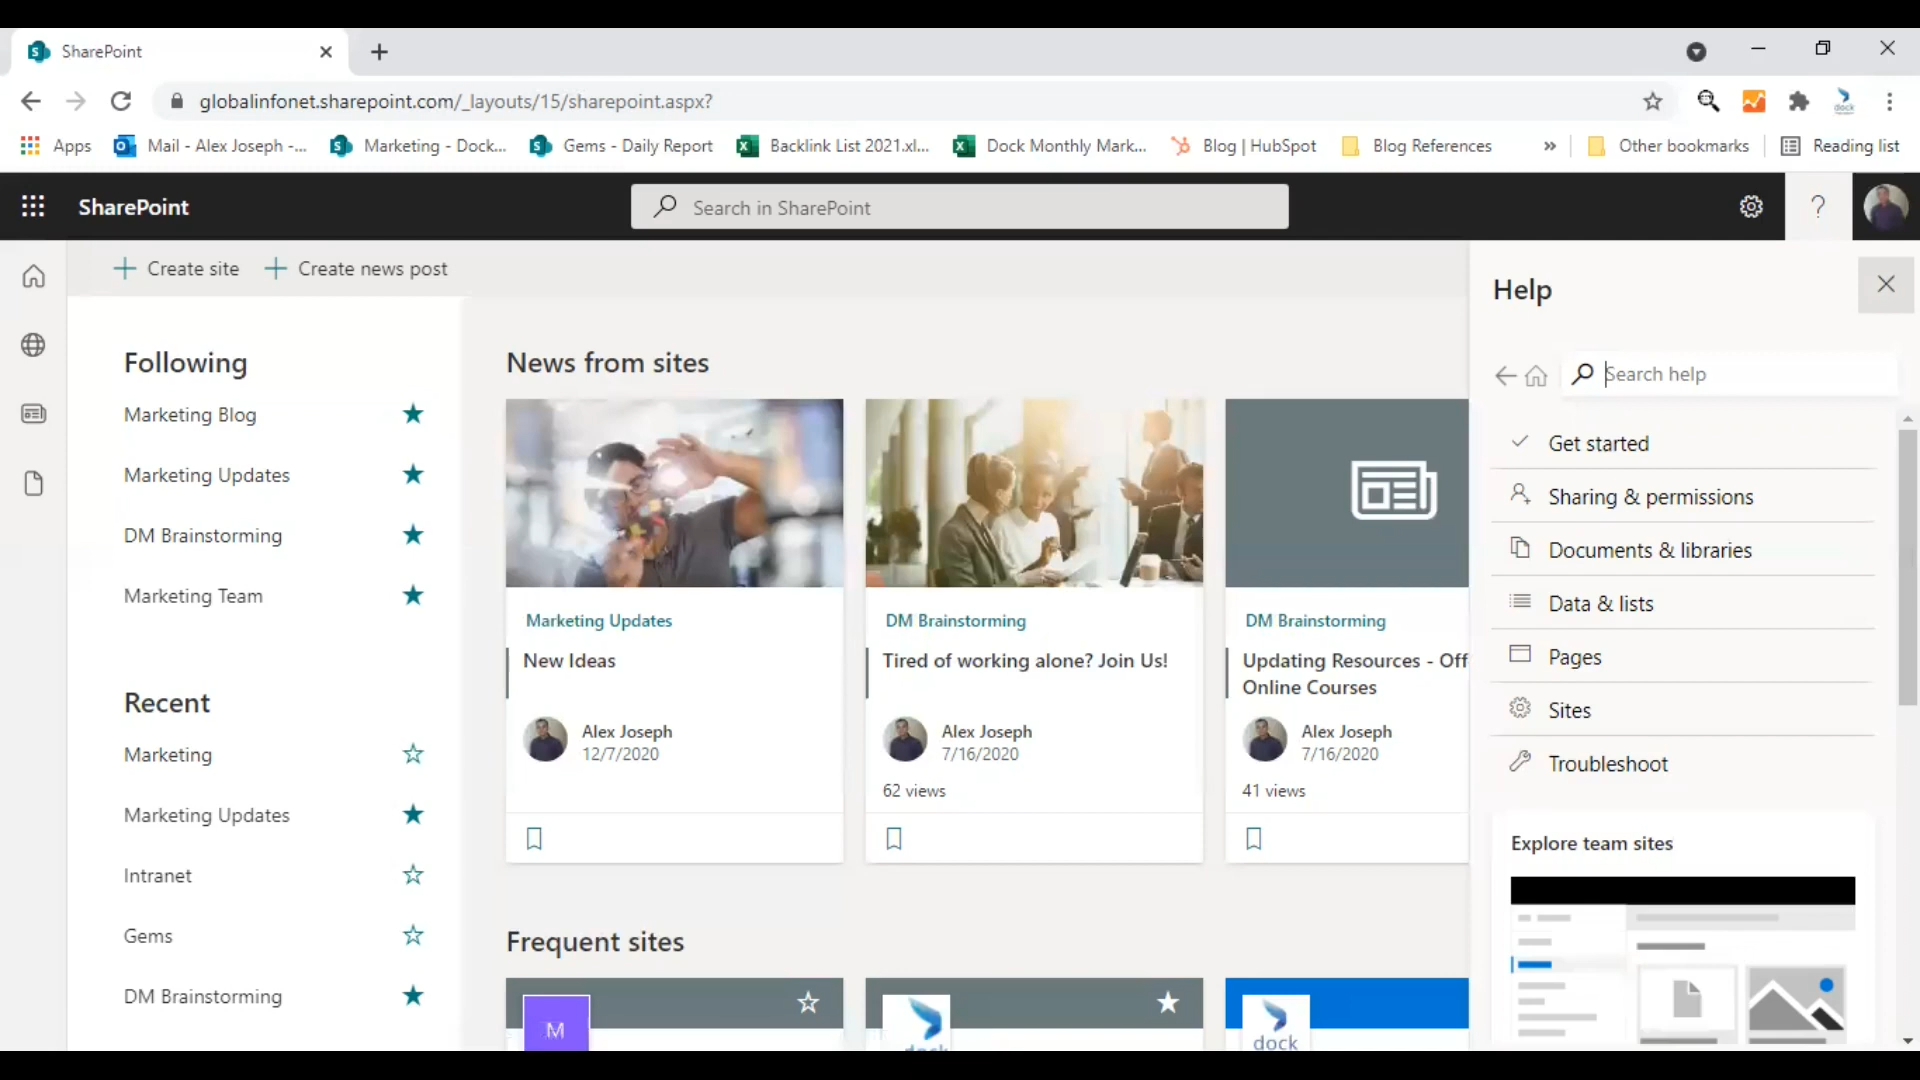 SharePoint
globalinfonet.sharepoint.com/_layouts/15/sharepoint.aspx?
dock
Apps
Mail - Alex Joseph -...
Marketing - Dock...
Gems - Daily Report
Backlink List 2021.xl...
Dock Monthly Mark...
Blog | HubSpot
Blog References
Other bookmarks
Reading list
SharePoint
Search in SharePoint
?
Create site
Create news post
Following
Marketing Blog
Marketing Updates
DM Brainstorming
Marketing Team
Recent
Marketing
Marketing Updates
Intranet
Gems
DM Brainstorming
News from sites
Marketing Updates
New Ideas
Alex Joseph
12/7/2020
DM Brainstorming
Tired of working alone? Join Us!
Alex Joseph
7/16/2020
62 views
DM Brainstorming
Updating Resources - Off
Online Courses
Alex Joseph
7/16/2020
41 views
Frequent sites
M
dock
dock
Help
Search help
Get started
Sharing & permissions
Documents & libraries
Data & lists
Pages
Sites
Troubleshoot
Explore team sites